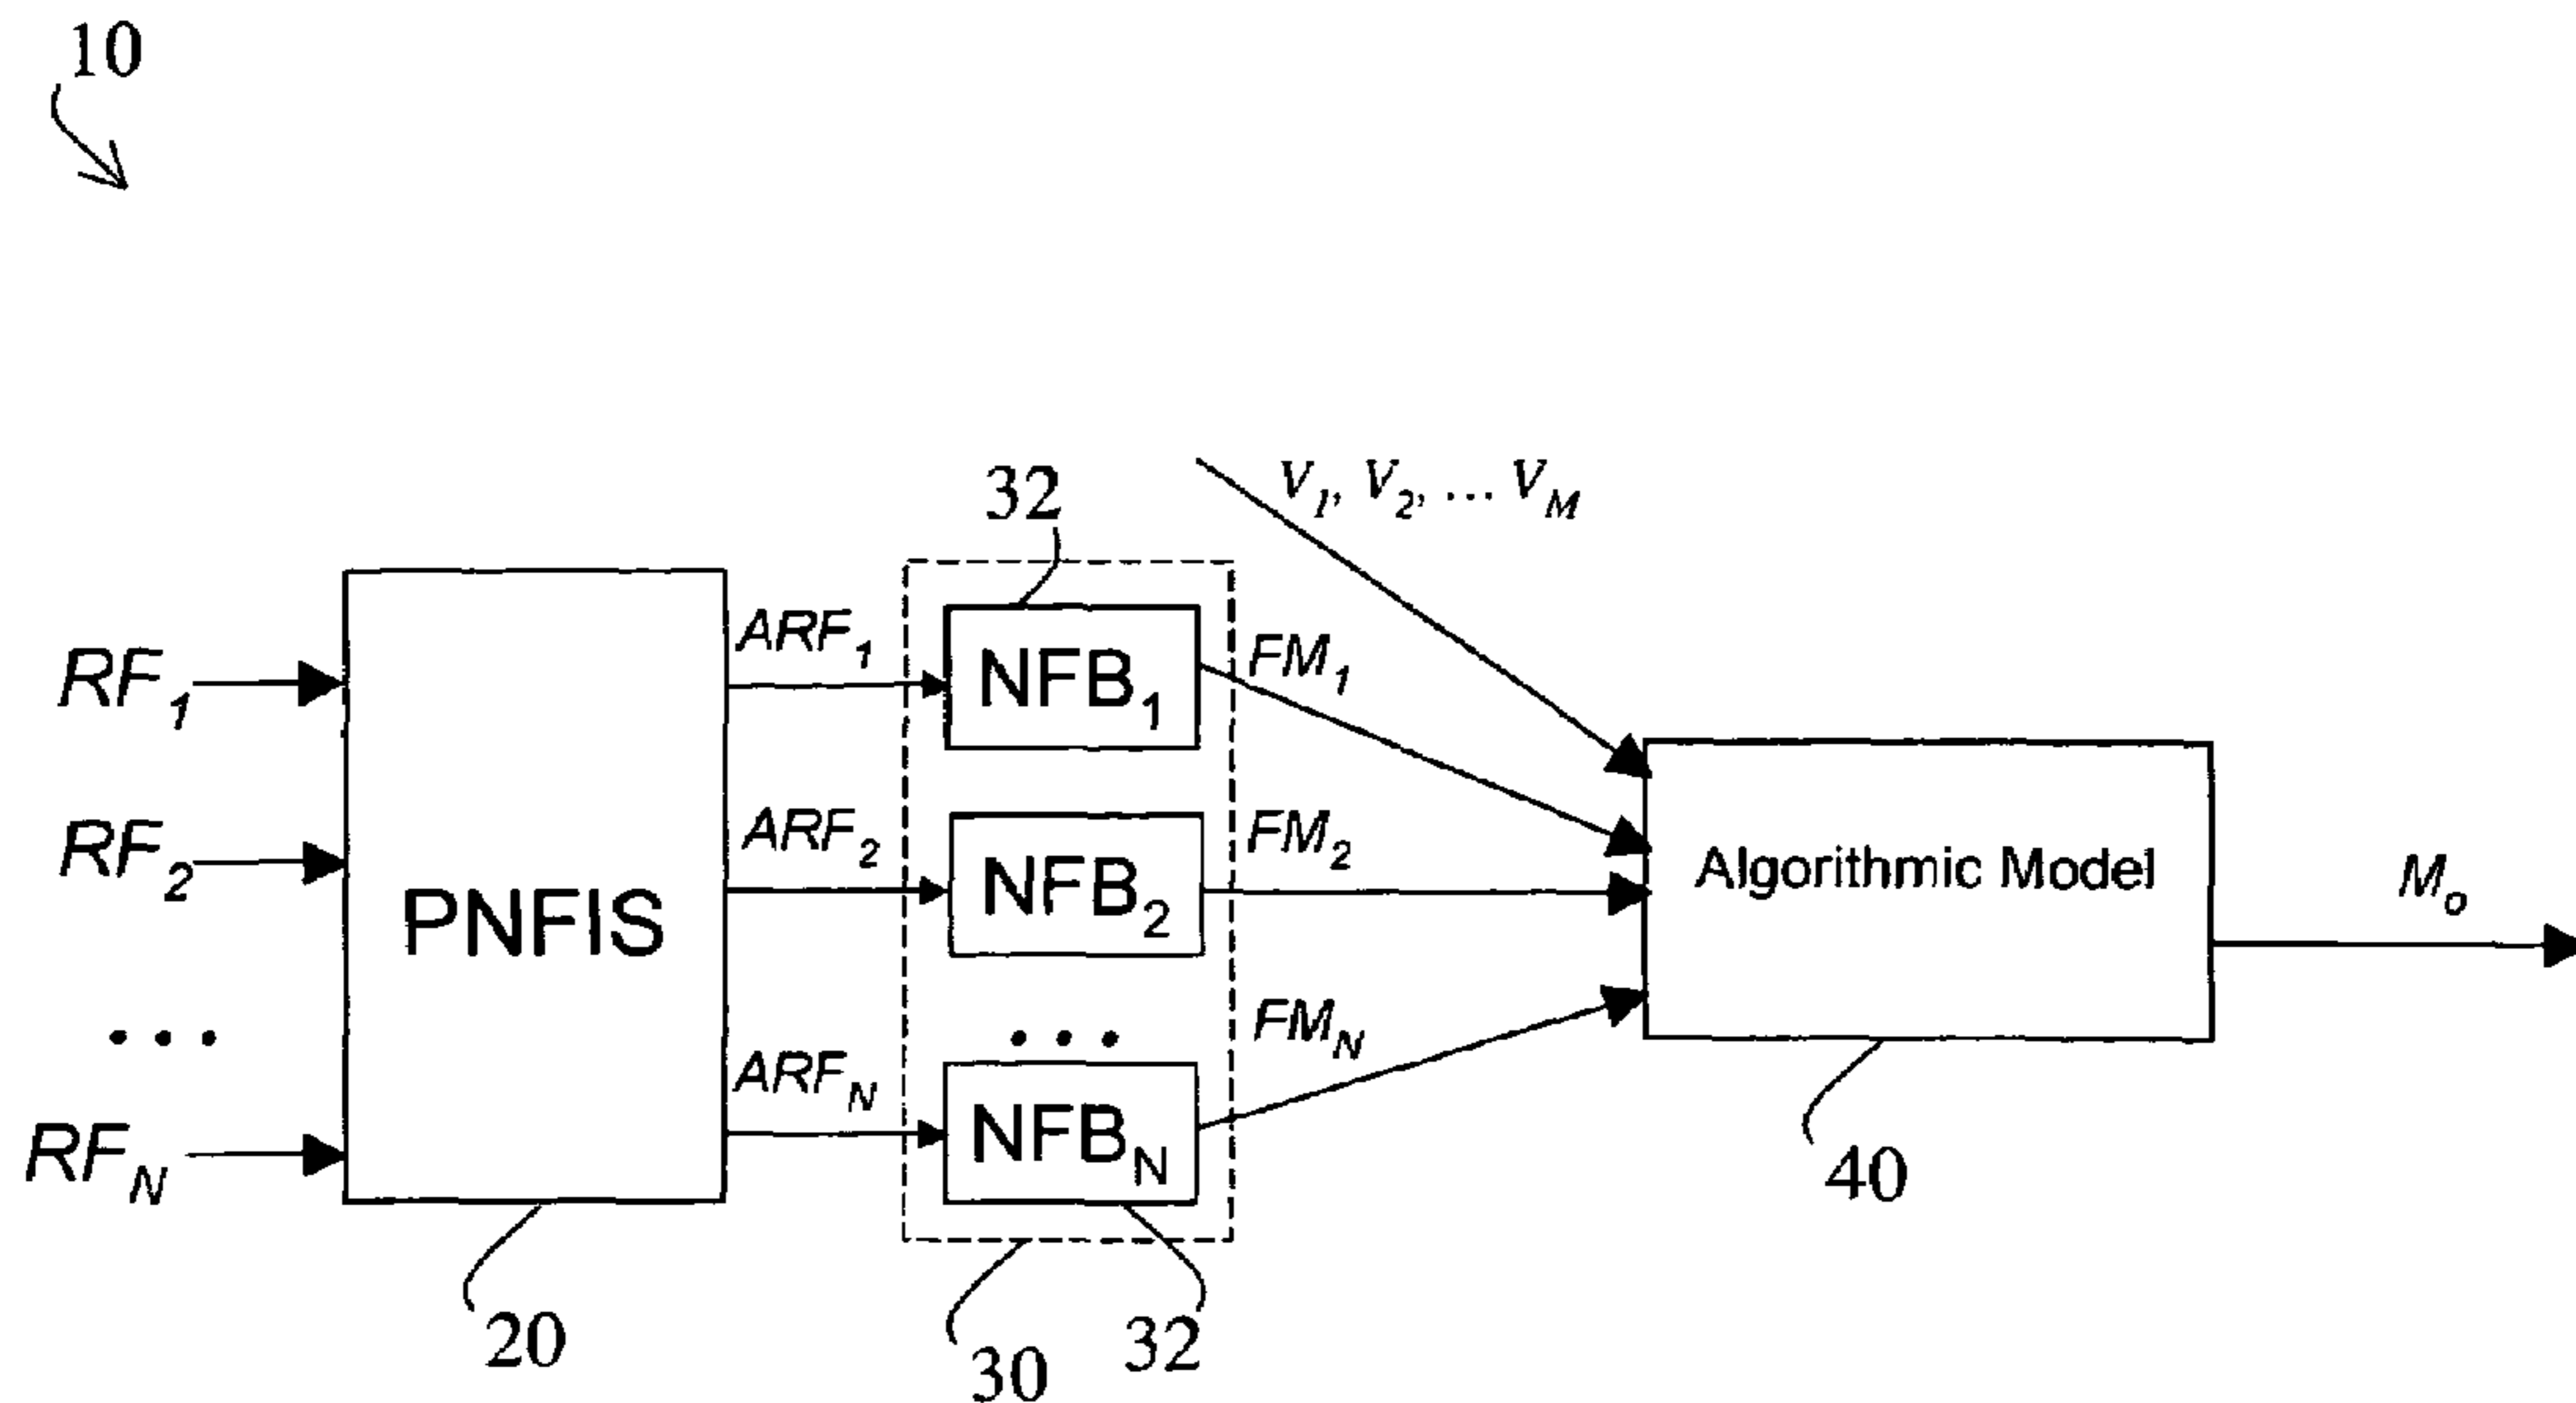 10
32
V1, V2, ... VM
RF1
ARF1
NFB1
FM1
RF2
ARF2
NFB2
FM2
PNFIS
Algorithmic Model
Mo
...
...
RFN
ARFN
NFBN
FMN
20
30
32
40